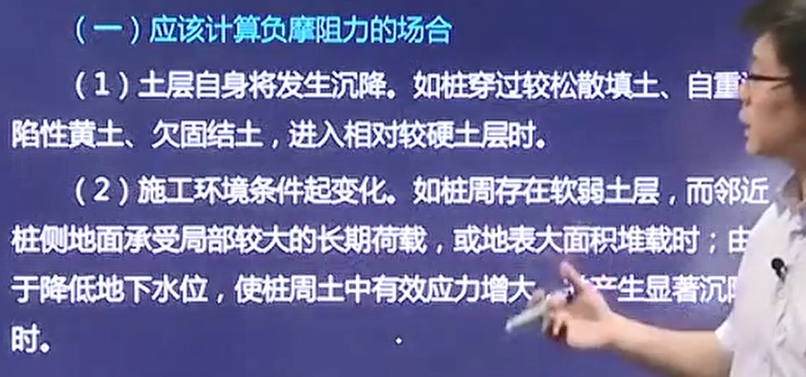 （一）应该计算负摩阻力的场合
（1）土层自身将发生沉降。如桩穿过较松散填土、自重
陷性黄土、欠固结土，进入相对较硬土层时。
（2）施工环境条件起变化。如桩周存在软弱土层，而邻近
桩侧地面承受局部较大的长期荷载，或地表大面积堆载时；由
于降低地下水位，使桩周土中有效应力增大，产生显著沉
时。